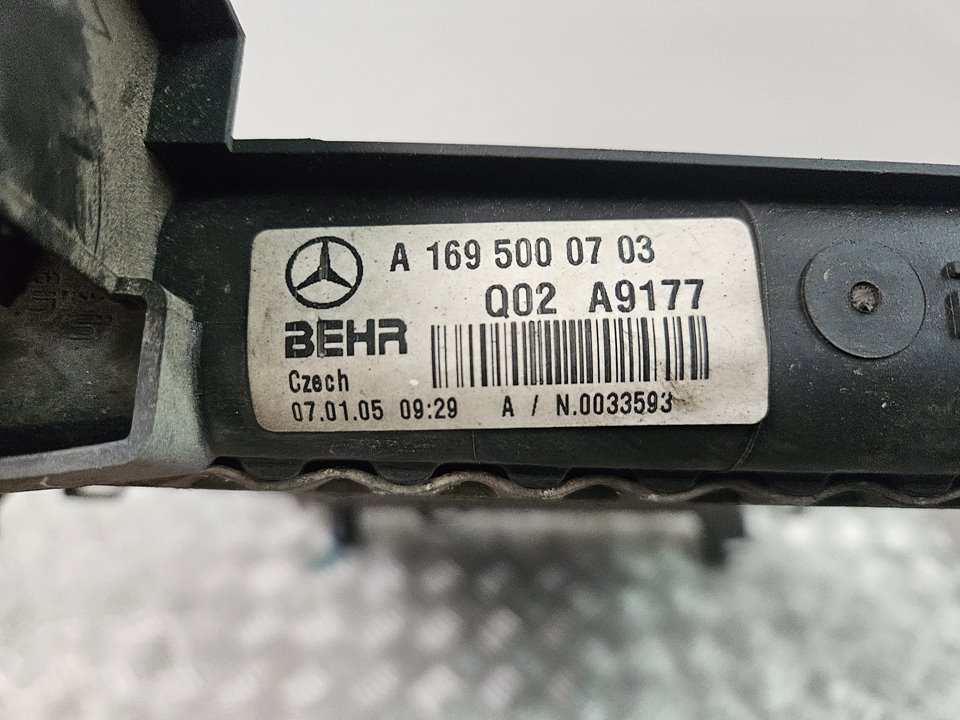 A 169 500 07 03
Q02 A9177
BEHR
Czech
07.01.05 09:29 A / N.0033593